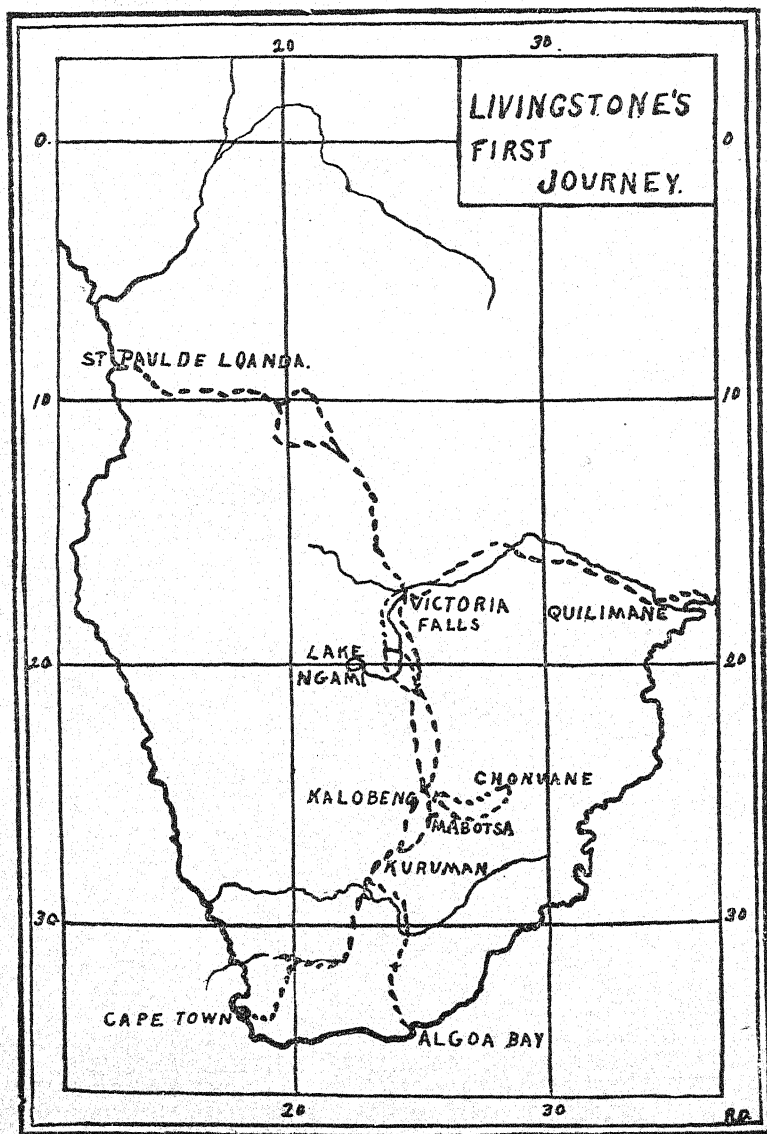 20 30.
LIVINGSTONE'S
FIRST
JOURNEY.
0. 0
ST. PAUL DE LOANDA.
10 10
VICTORIA
FALLS
QUILIMANE
LAKE
NGAMI
20 20
CHONUANE
KALOBENG
MABOTSA
KURUMAN
30 30
CAPE TOWN
ALGOA BAY
20 30
R.D.